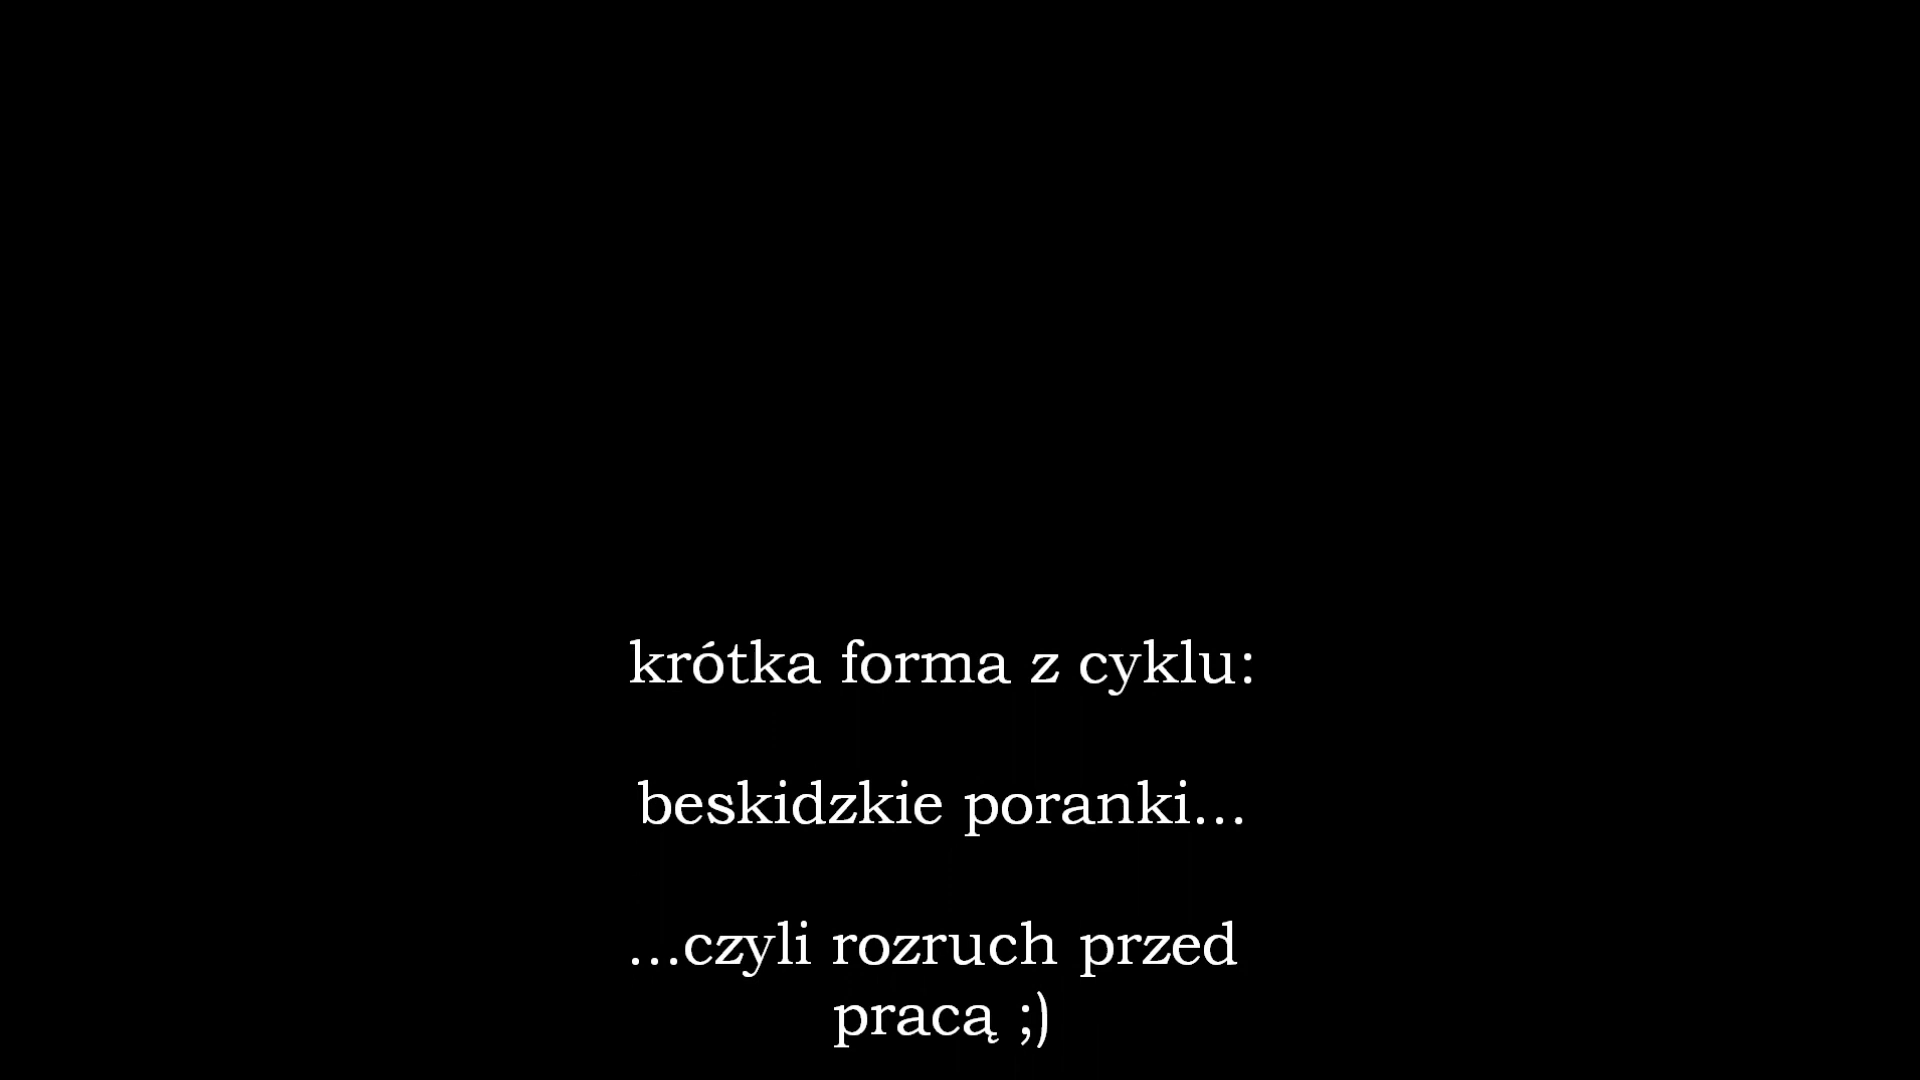 krótka forma z cyklu:
beskidzkie poranki...
...czyli rozruch przed
pracą ;)